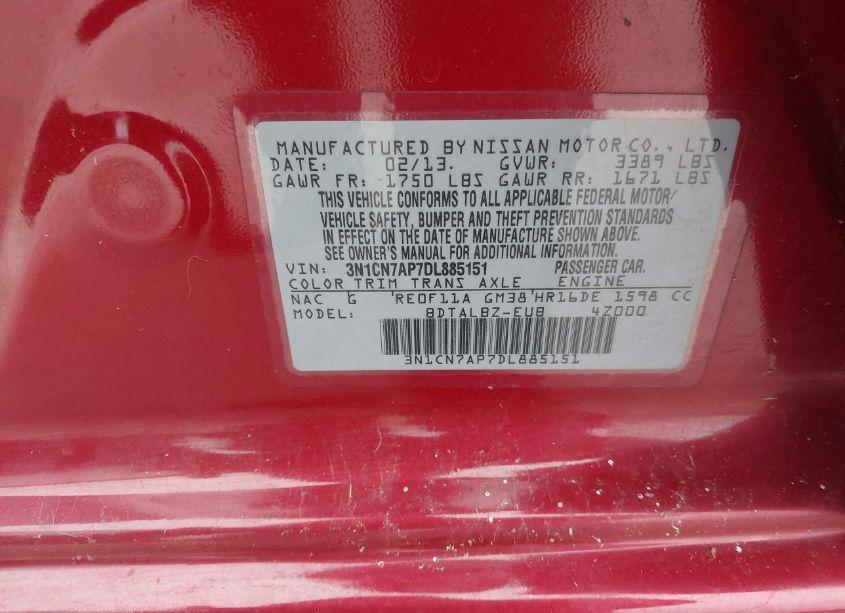 MANUFACTURED BY NISSAN MOTOR CO., LTD.
DATE: 02/13. GVWR: 3389 LBS
GAWR FR: 1750 LBS GAWR RR: 1671 LBS
THIS VEHICLE CONFORMS TO ALL APPLICABLE FEDERAL MOTOR
VEHICLE SAFETY, BUMPER AND THEFT PREVENTION STANDARDS
IN EFFECT ON THE DATE OF MANUFACTURE SHOWN ABOVE.
SEE OWNER'S MANUAL FOR ADDITIONAL INFORMATION.
VIN: 3N1CN7AP7DL885151 PASSENGER CAR.
COLOR TRIM TRANS AXLE ENGINE
NAC G RE0F11A GM38 HR16DE 1598 CC
MODEL: BDTALBZ-EUB 4Z000
3N1CN7AP7DL885151